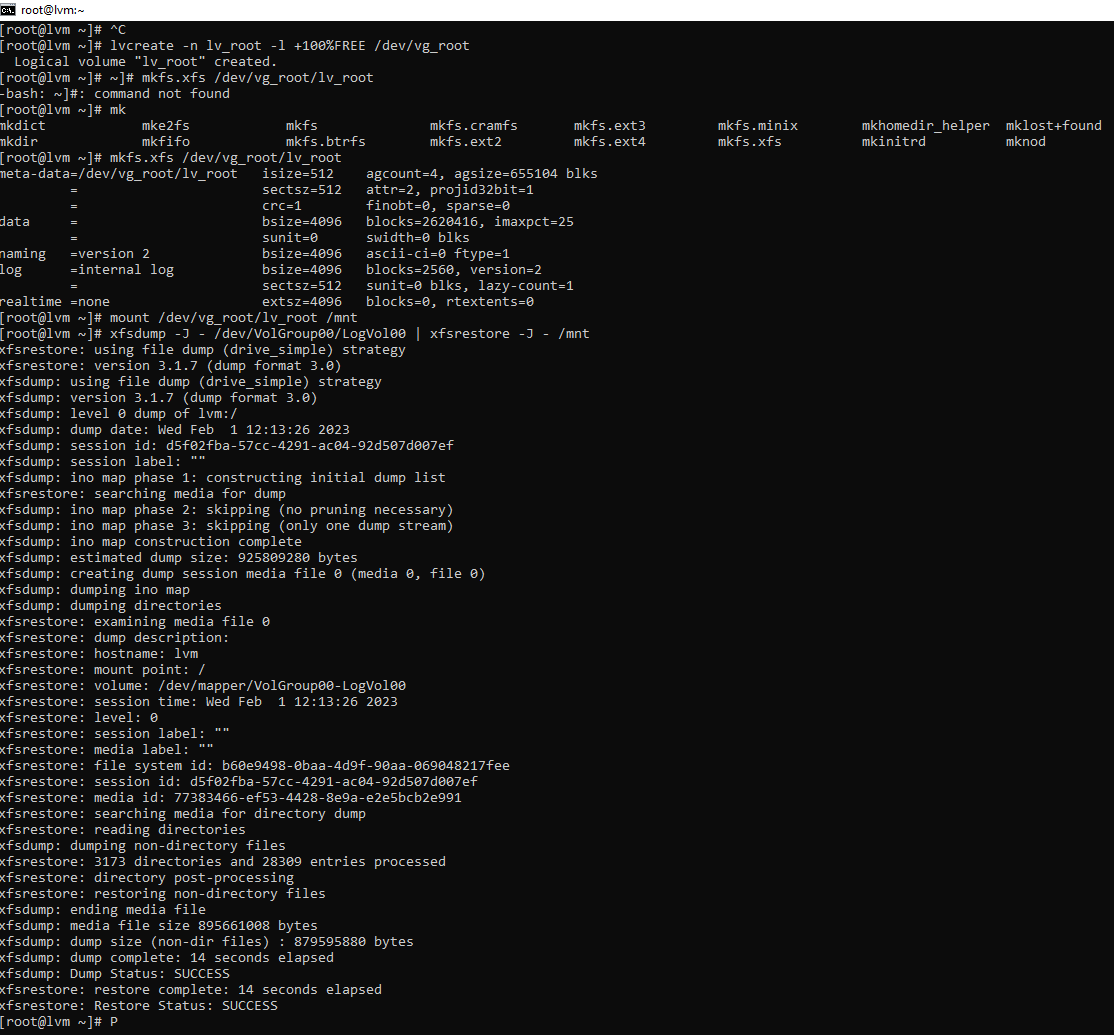 root@lvm:~
[root@lvm ~]# ^C
[root@lvm ~]# lvcreate -n lv_root -l +100%FREE /dev/vg_root
  Logical volume "lv_root" created.
[root@lvm ~]# ~]# mkfs.xfs /dev/vg_root/lv_root
-bash: ~]#: command not found
[root@lvm ~]# mk
mkdict            mke2fs            mkfs              mkfs.cramfs       mkfs.ext3         mkfs.minix        mkhomedir_helper  mklost+found
mkdir             mkfifo            mkfs.btrfs        mkfs.ext2         mkfs.ext4         mkfs.xfs          mkinitrd          mknod
[root@lvm ~]# mkfs.xfs /dev/vg_root/lv_root
meta-data=/dev/vg_root/lv_root   isize=512    agcount=4, agsize=655104 blks
         =                       sectsz=512   attr=2, projid32bit=1
         =                       crc=1        finobt=0, sparse=0
data     =                       bsize=4096   blocks=2620416, imaxpct=25
         =                       sunit=0      swidth=0 blks
naming   =version 2              bsize=4096   ascii-ci=0 ftype=1
log      =internal log           bsize=4096   blocks=2560, version=2
         =                       sectsz=512   sunit=0 blks, lazy-count=1
realtime =none                   extsz=4096   blocks=0, rtextents=0
[root@lvm ~]# mount /dev/vg_root/lv_root /mnt
[root@lvm ~]# xfsdump -J - /dev/VolGroup00/LogVol00 | xfsrestore -J - /mnt
xfsrestore: using file dump (drive_simple) strategy
xfsrestore: version 3.1.7 (dump format 3.0)
xfsdump: using file dump (drive_simple) strategy
xfsdump: version 3.1.7 (dump format 3.0)
xfsdump: level 0 dump of lvm:/
xfsdump: dump date: Wed Feb  1 12:13:26 2023
xfsdump: session id: d5f02fba-57cc-4291-ac04-92d507d007ef
xfsdump: session label: ""
xfsdump: ino map phase 1: constructing initial dump list
xfsrestore: searching media for dump
xfsdump: ino map phase 2: skipping (no pruning necessary)
xfsdump: ino map phase 3: skipping (only one dump stream)
xfsdump: ino map construction complete
xfsdump: estimated dump size: 925809280 bytes
xfsdump: creating dump session media file 0 (media 0, file 0)
xfsdump: dumping ino map
xfsdump: dumping directories
xfsrestore: examining media file 0
xfsrestore: dump description:
xfsrestore: hostname: lvm
xfsrestore: mount point: /
xfsrestore: volume: /dev/mapper/VolGroup00-LogVol00
xfsrestore: session time: Wed Feb  1 12:13:26 2023
xfsrestore: level: 0
xfsrestore: session label: ""
xfsrestore: media label: ""
xfsrestore: file system id: b60e9498-0baa-4d9f-90aa-069048217fee
xfsrestore: session id: d5f02fba-57cc-4291-ac04-92d507d007ef
xfsrestore: media id: 77383466-ef53-4428-8e9a-e2e5bcb2e991
xfsrestore: searching media for directory dump
xfsrestore: reading directories
xfsdump: dumping non-directory files
xfsrestore: 3173 directories and 28309 entries processed
xfsrestore: directory post-processing
xfsrestore: restoring non-directory files
xfsdump: ending media file
xfsdump: media file size 895661008 bytes
xfsdump: dump size (non-dir files) : 879595880 bytes
xfsdump: dump complete: 14 seconds elapsed
xfsdump: Dump Status: SUCCESS
xfsrestore: restore complete: 14 seconds elapsed
xfsrestore: Restore Status: SUCCESS
[root@lvm ~]# P